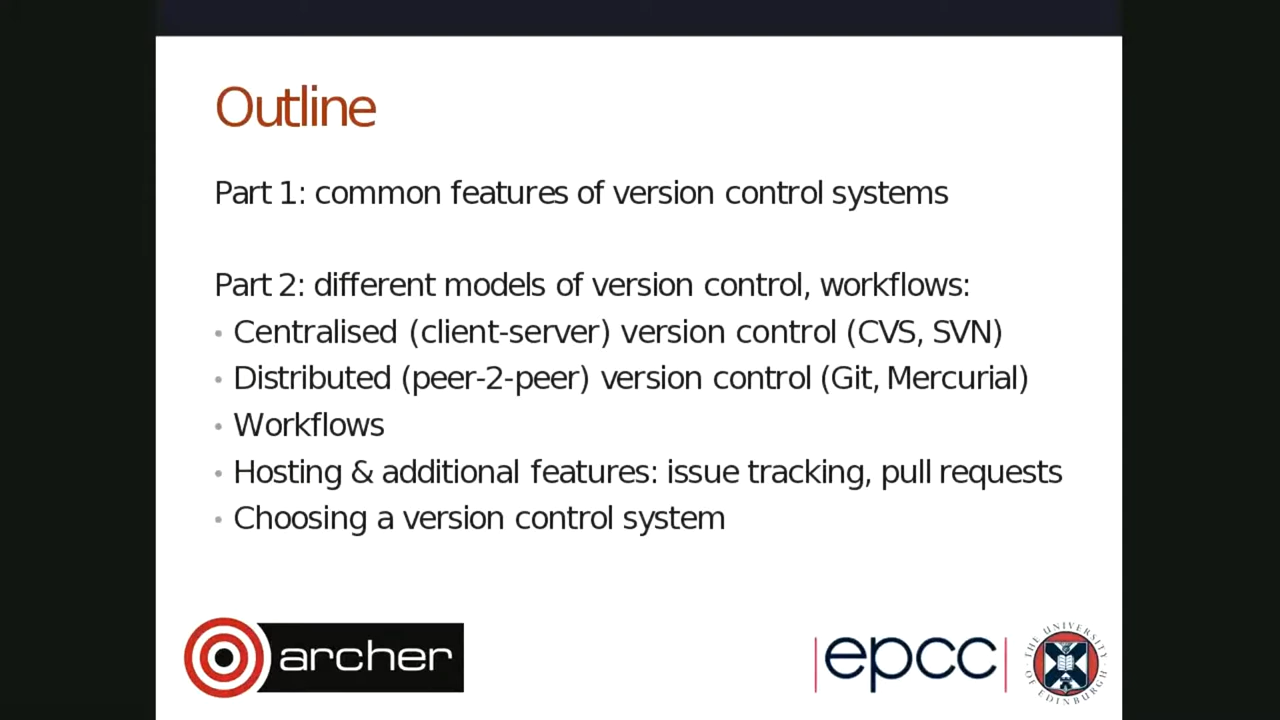 Outline
Part 1: common features of version control systems
Part 2: different models of version control, workflows:
• Centralised (client-server) version control (CVS, SVN)
• Distributed (peer-2-peer) version control (Git, Mercurial)
• Workflows
• Hosting & additional features: issue tracking, pull requests
• Choosing a version control system
archer
epcc
THE UNIVERSITY
OF EDINBURGH